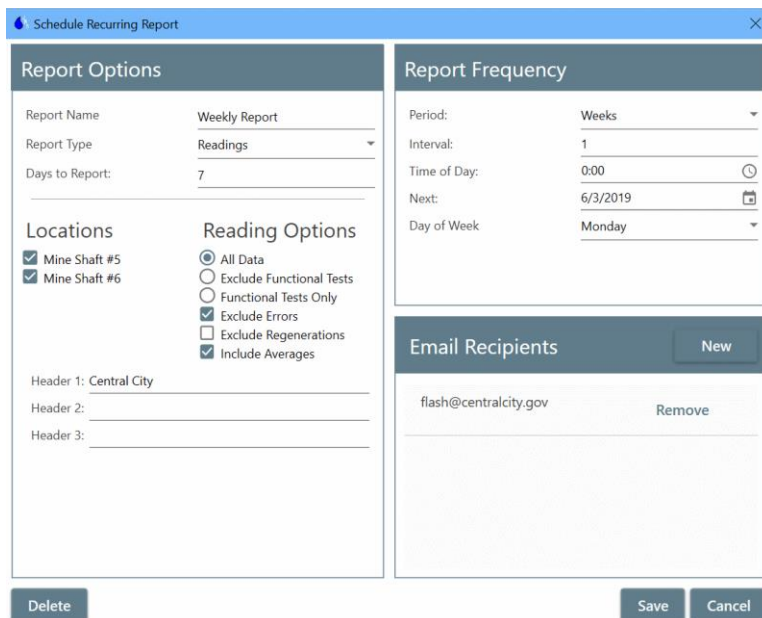 Schedule Recurring Report
Report Options
Report Name Weekly Report
Report Type Readings
Days to Report: 7
Locations
Mine Shaft #5
Mine Shaft #6
Reading Options
All Data
Exclude Functional Tests
Functional Tests Only
Exclude Errors
Exclude Regenerations
Include Averages
Header 1: Central City
Header 2:
Header 3:
Report Frequency
Period: Weeks
Interval: 1
Time of Day: 0:00
Next: 6/3/2019
Day of Week Monday
Email Recipients New
flash@centralcity.gov Remove
Delete Save Cancel